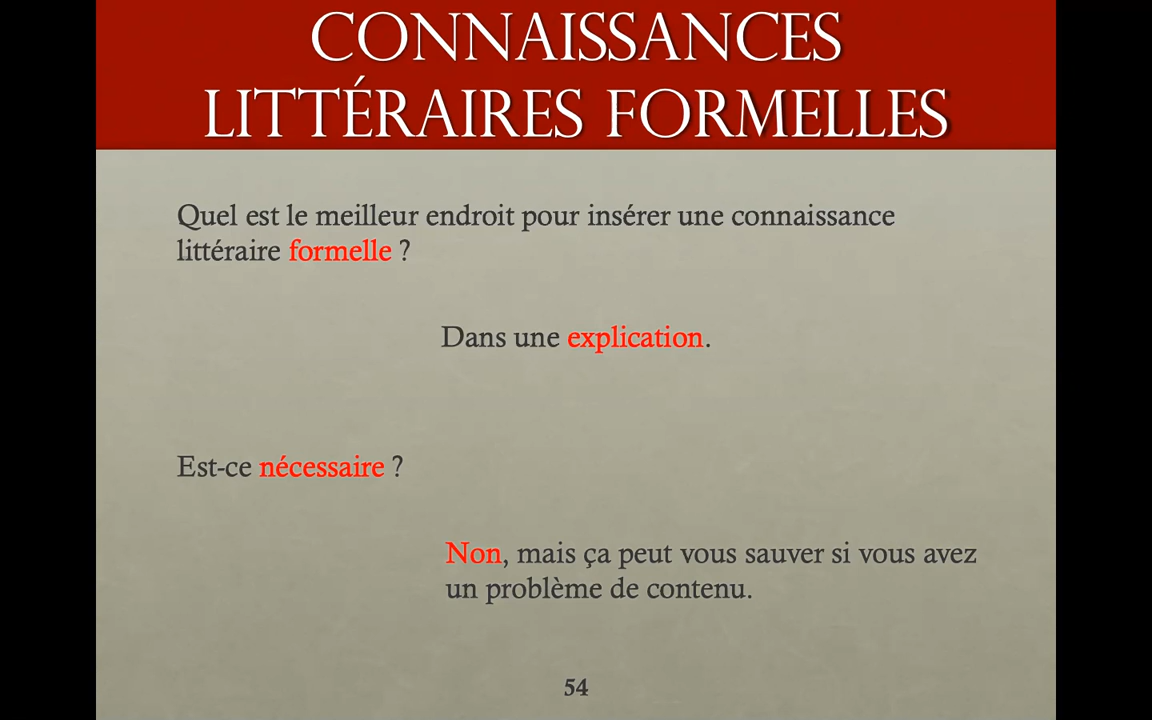 CONNAISSANCES
LITTÉRAIRES FORMELLES
Quel est le meilleur endroit pour insérer une connaissance
littéraire formelle ?
Dans une explication.
Est-ce nécessaire ?
Non, mais ça peut vous sauver si vous avez
un problème de contenu.
54